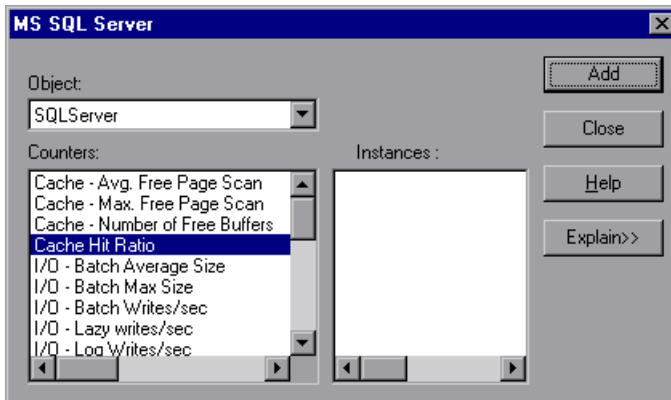 MS SQL Server
Object:
SQLServer
Counters:
Cache - Avg. Free Page Scan
Cache - Max. Free Page Scan
Cache - Number of Free Buffers
Cache Hit Ratio
I/O - Batch Average Size
I/O - Batch Max Size
I/O - Batch Writes/sec
I/O - Lazy writes/sec
I/O - Log Writes/sec
Instances :
Add
Close
Help
Explain>>